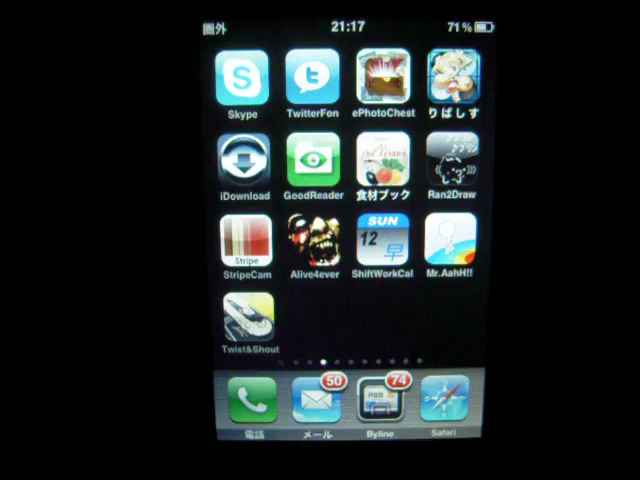 圏外 21:17 71%
Skype TwitterFon ePhotoChest りばしす
iDownload GoodReader 食材ブック Ran2Draw
Stripe
SUN
12
早
StripeCam Alive4ever ShiftWorkCal Mr.AahH!!
Twist&Shout
50 74
RSS
電話 メール Byline Safari